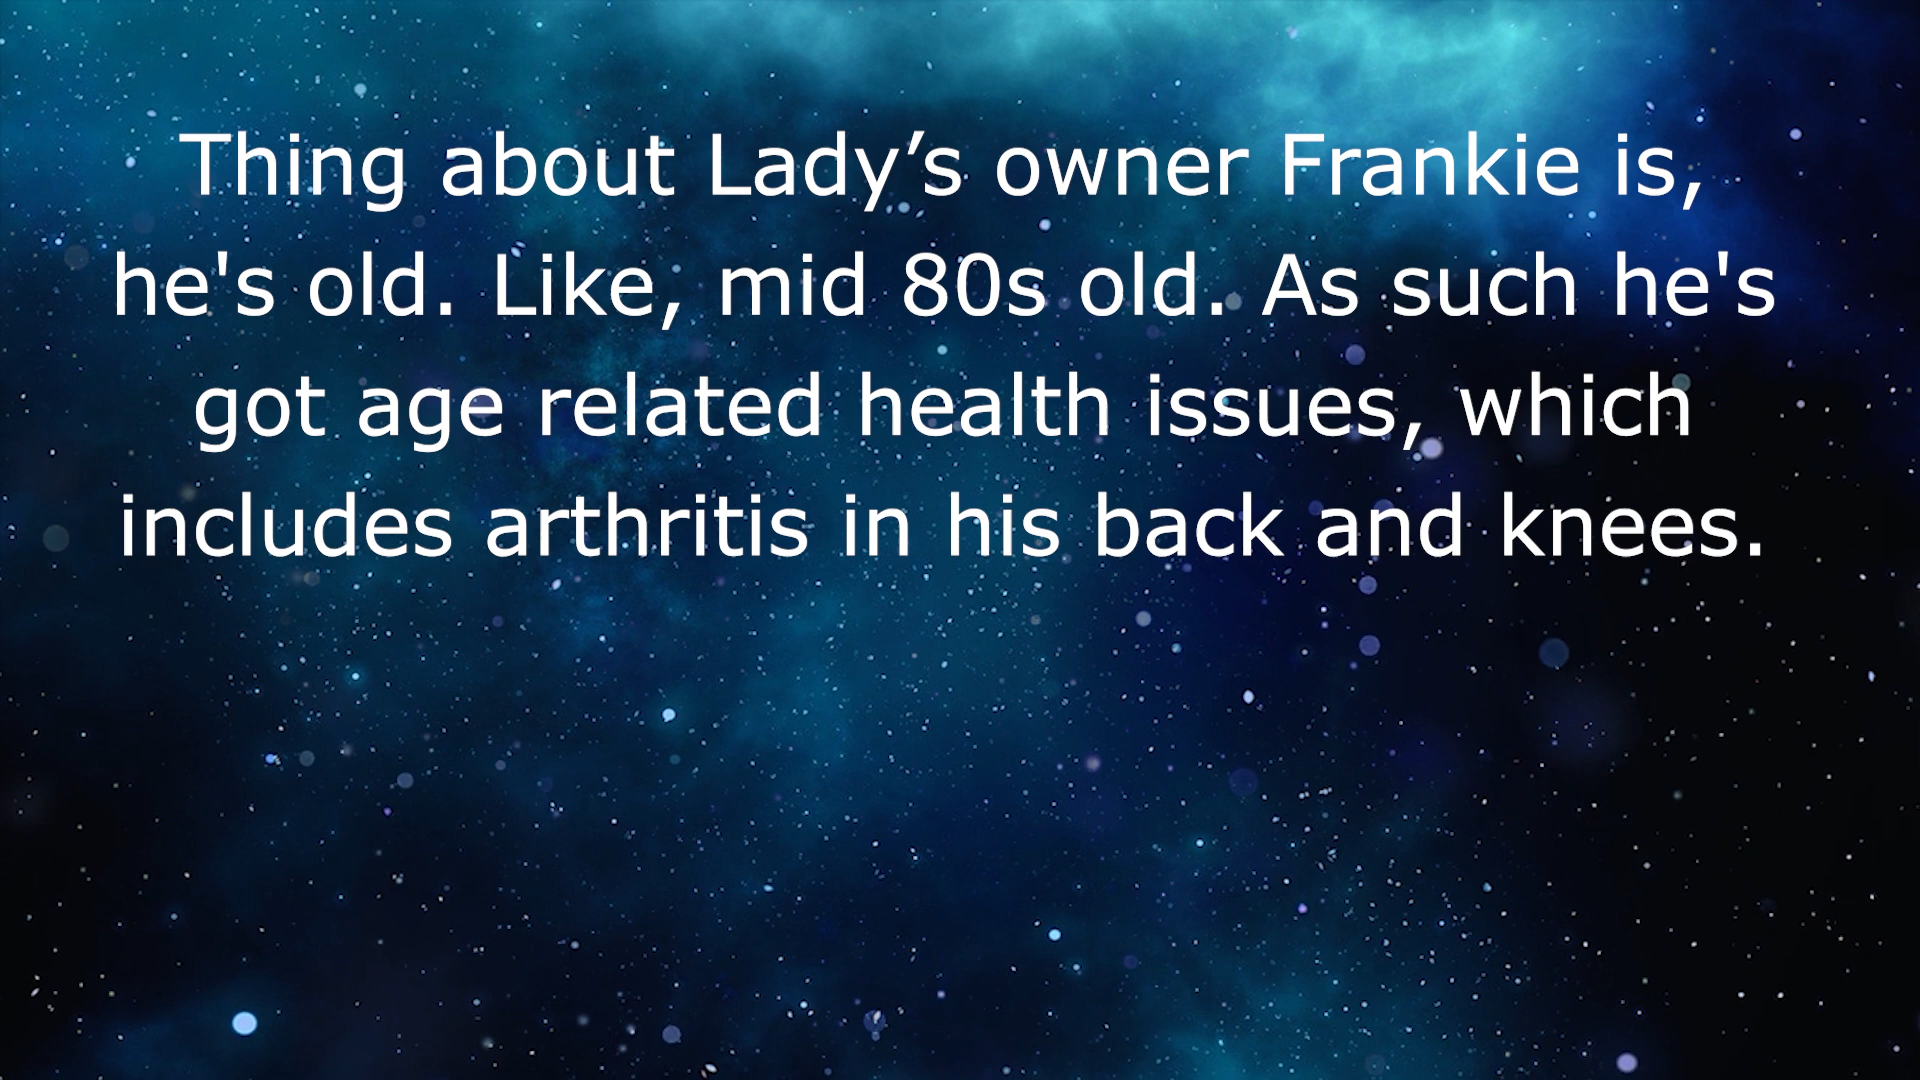 Thing about Lady’s owner Frankie is,
he's old. Like, mid 80s old. As such he's
got age related health issues, which
includes arthritis in his back and knees.